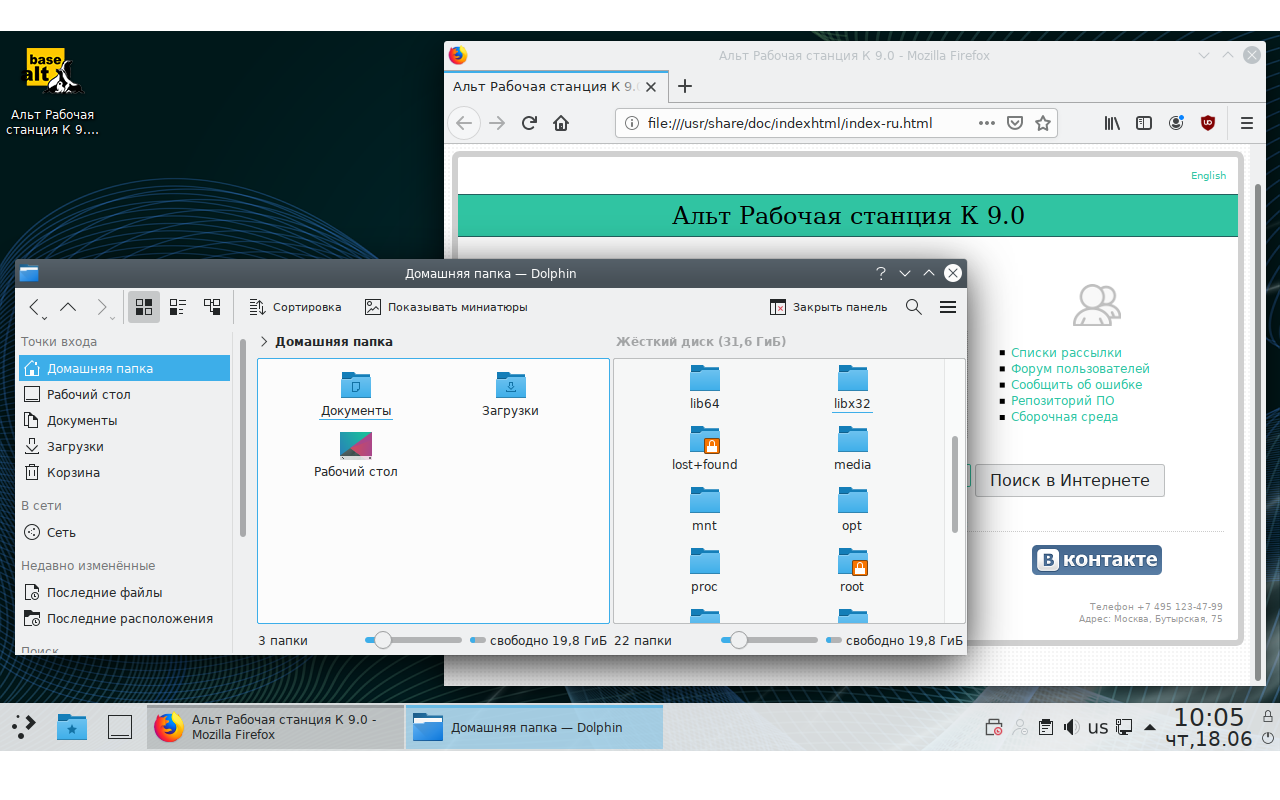 base
alt
Альт Рабочая
станция К 9....
Альт Рабочая станция К 9.0 - Mozilla Firefox
Альт Рабочая станция К 9.0
file:///usr/share/doc/indexhtml/index-ru.html
English
Альт Рабочая станция К 9.0
Списки рассылки
Форум пользователей
Сообщить об ошибке
Репозиторий ПО
Сборочная среда
Поиск в Интернете
В контакте
Телефон +7 495 123-47-99
Адрес: Москва, Бутырская, 75
Домашняя папка — Dolphin
Сортировка
Показывать миниатюры
Закрыть панель
Точки входа
Домашняя папка
Рабочий стол
Документы
Загрузки
Корзина
В сети
Сеть
Недавно изменённые
Последние файлы
Последние расположения
Поиск
Домашняя папка
Документы
Загрузки
Рабочий стол
3 папки
свободно 19,8 ГиБ
Жёсткий диск (31,6 ГиБ)
lib64
libx32
lost+found
media
mnt
opt
proc
root
22 папки
свободно 19,8 ГиБ
Альт Рабочая станция К 9.0 -
Mozilla Firefox
Домашняя папка — Dolphin
us
10:05
чт,18.06